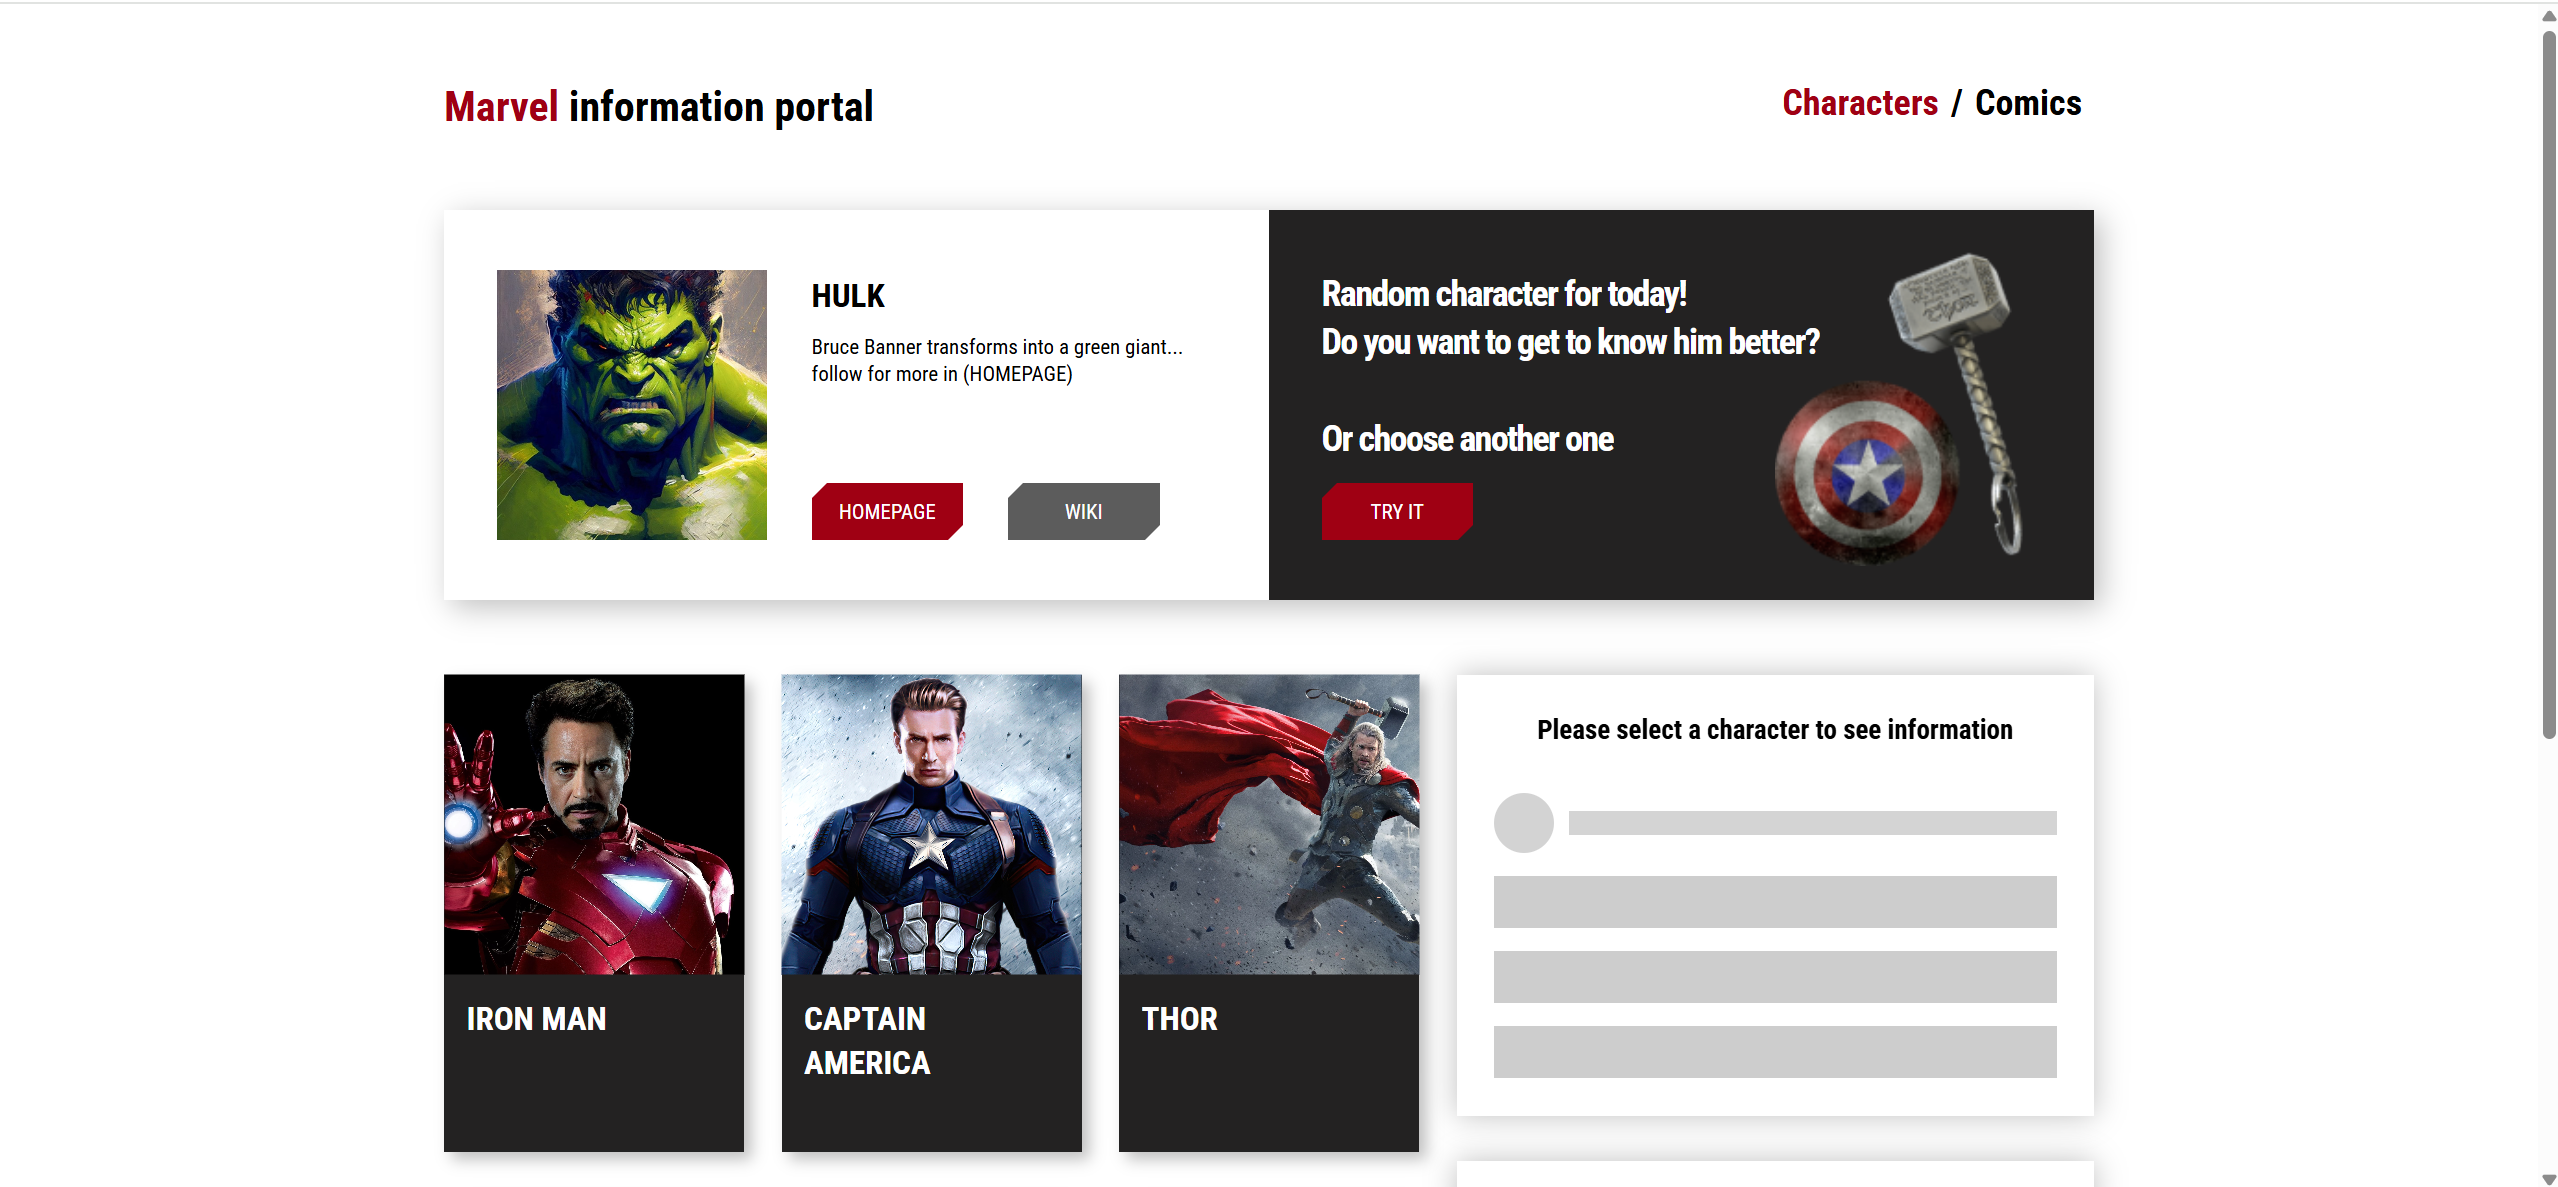 Marvel information portal
Characters / Comics
HULK
Bruce Banner transforms into a green giant...
follow for more in (HOMEPAGE)
HOMEPAGE
WIKI
Random character for today!
Do you want to get to know him better?
Or choose another one
TRY IT
IRON MAN
CAPTAIN
AMERICA
THOR
Please select a character to see information